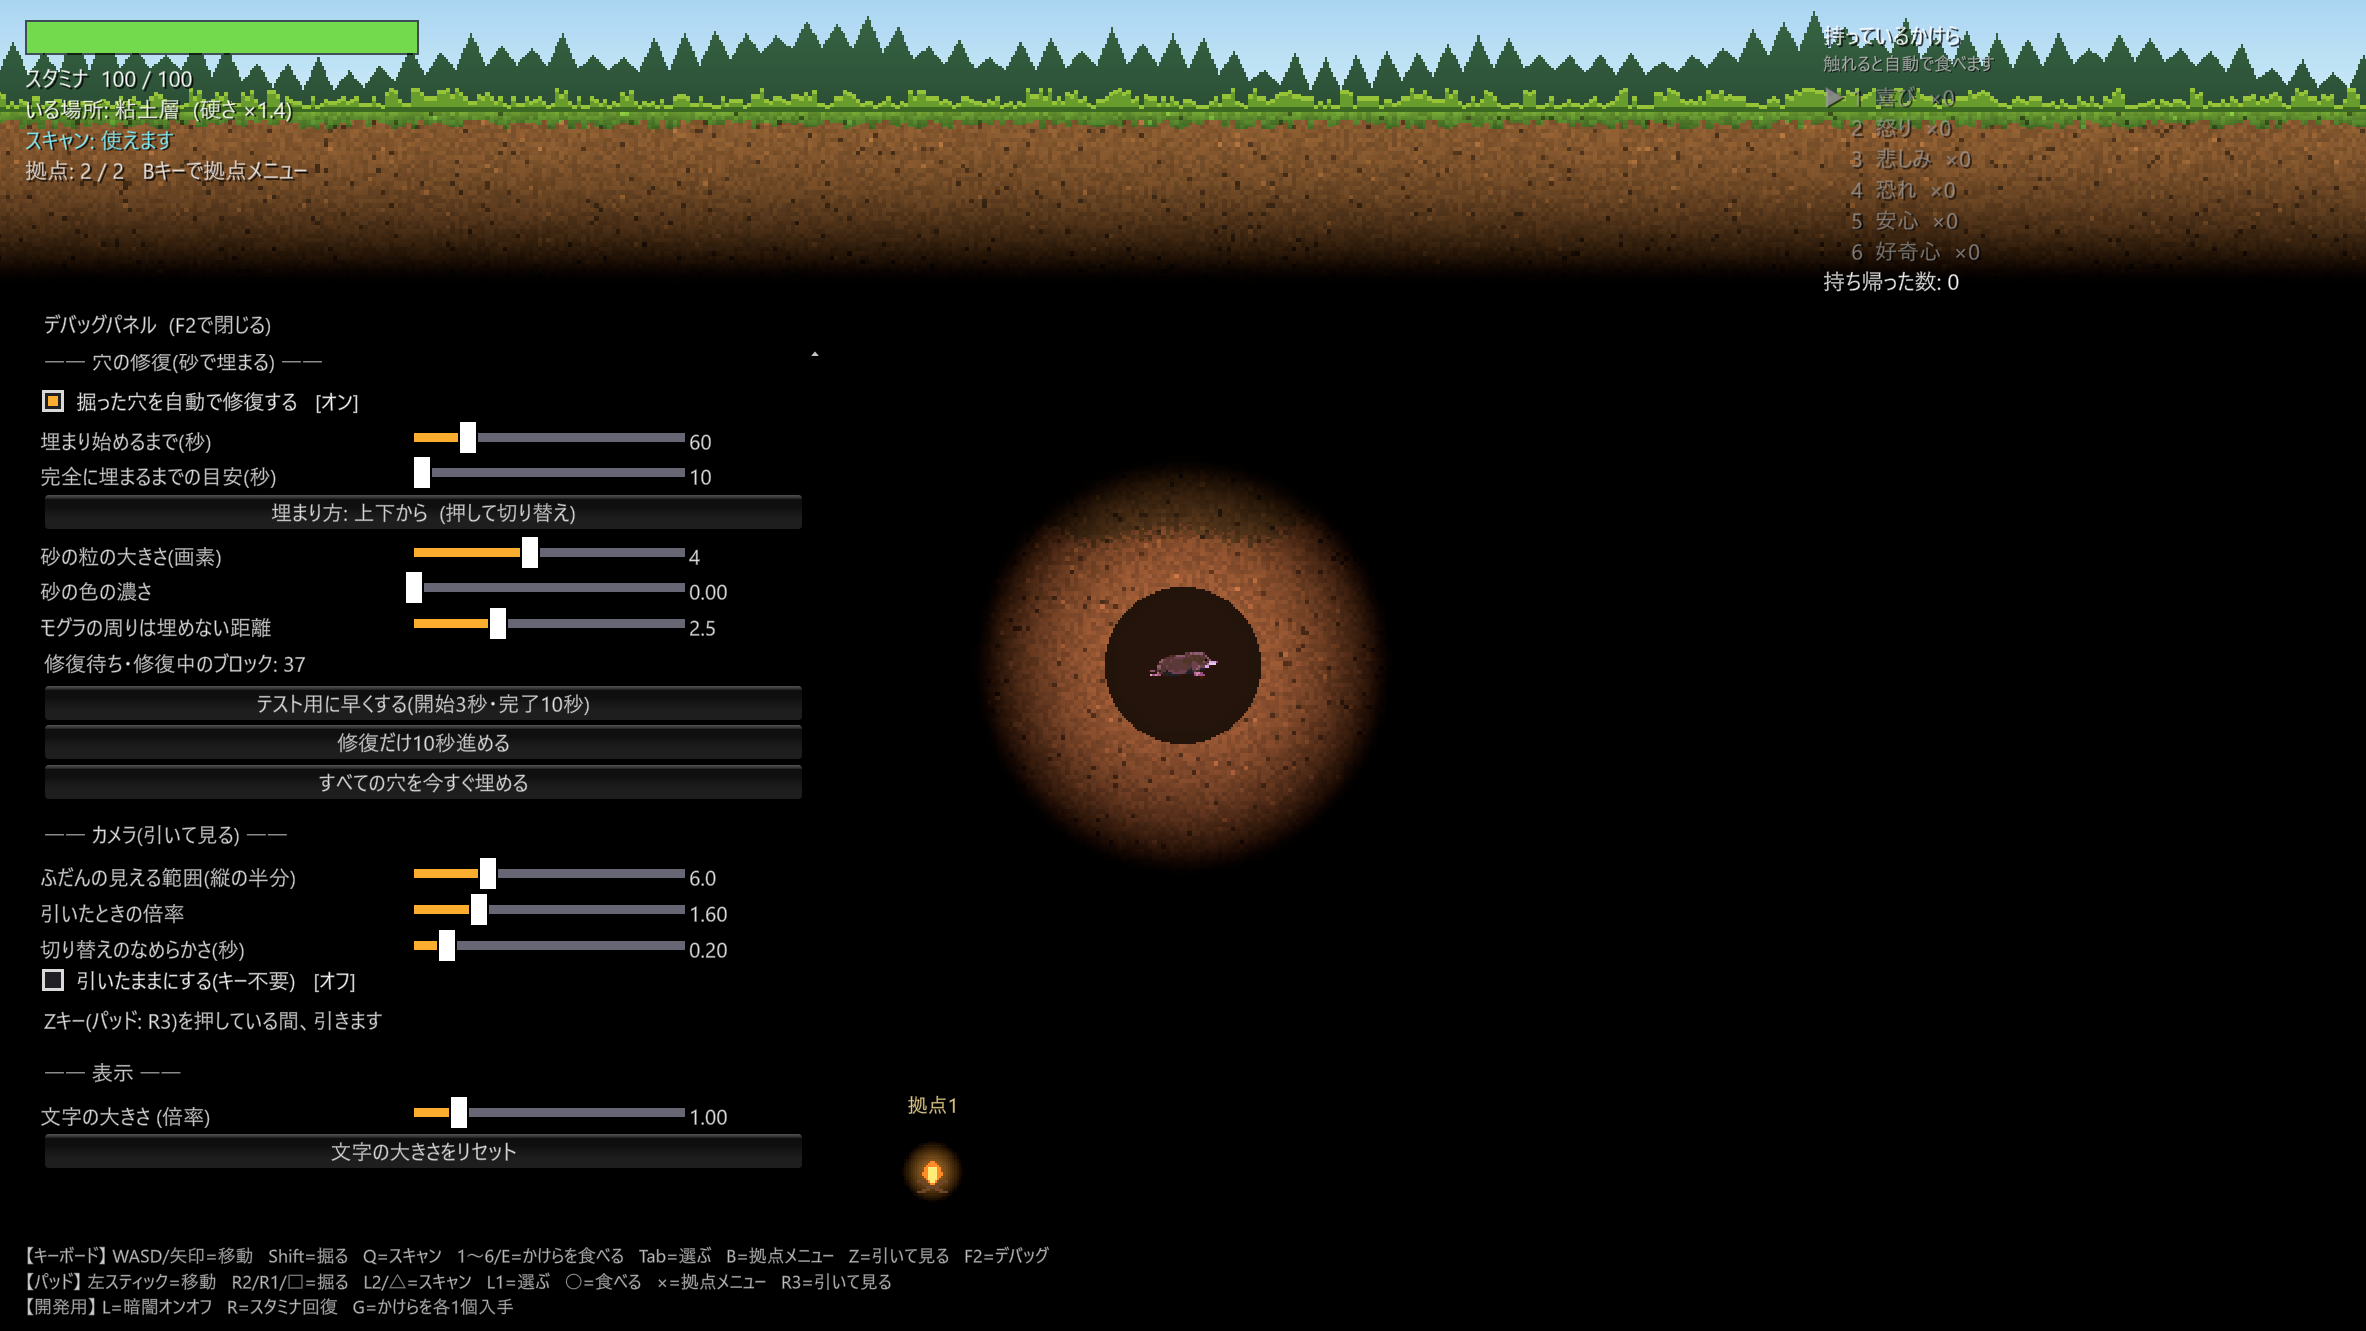 スタミナ 100 / 100
いる場所: 粘土層 (硬さ ×1.4)
スキャン: 使えます
拠点: 2 / 2 Bキーで拠点メニュー
持っているかけら
触れると自動で食べます
▶ 1 喜び ×0
2 怒り ×0
3 悲しみ ×0
4 恐れ ×0
5 安心 ×0
6 好奇心 ×0
持ち帰った数: 0
デバッグパネル (F2で閉じる)
―― 穴の修復(砂で埋まる) ――
掘った穴を自動で修復する [オン]
埋まり始めるまで(秒) 60
完全に埋まるまでの目安(秒) 10
埋まり方: 上下から (押して切り替え)
砂の粒の大きさ(画素) 4
砂の色の濃さ 0.00
モグラの周りは埋めない距離 2.5
修復待ち・修復中のブロック: 37
テスト用に早くする(開始3秒・完了10秒)
修復だけ10秒進める
すべての穴を今すぐ埋める
―― カメラ(引いて見る) ――
ふだんの見える範囲(縦の半分) 6.0
引いたときの倍率 1.60
切り替えのなめらかさ(秒) 0.20
引いたままにする(キー不要) [オフ]
Zキー(パッド: R3)を押している間、引きます
―― 表示 ――
文字の大きさ (倍率) 1.00
文字の大きさをリセット
拠点1
【キーボード】 WASD/矢印=移動 Shift=掘る Q=スキャン 1～6/E=かけらを食べる Tab=選ぶ B=拠点メニュー Z=引いて見る F2=デバッグ
【パッド】 左スティック=移動 R2/R1/□=掘る L2/△=スキャン L1=選ぶ ○=食べる ×=拠点メニュー R3=引いて見る
【開発用】 L=暗闇オンオフ R=スタミナ回復 G=かけらを各1個入手